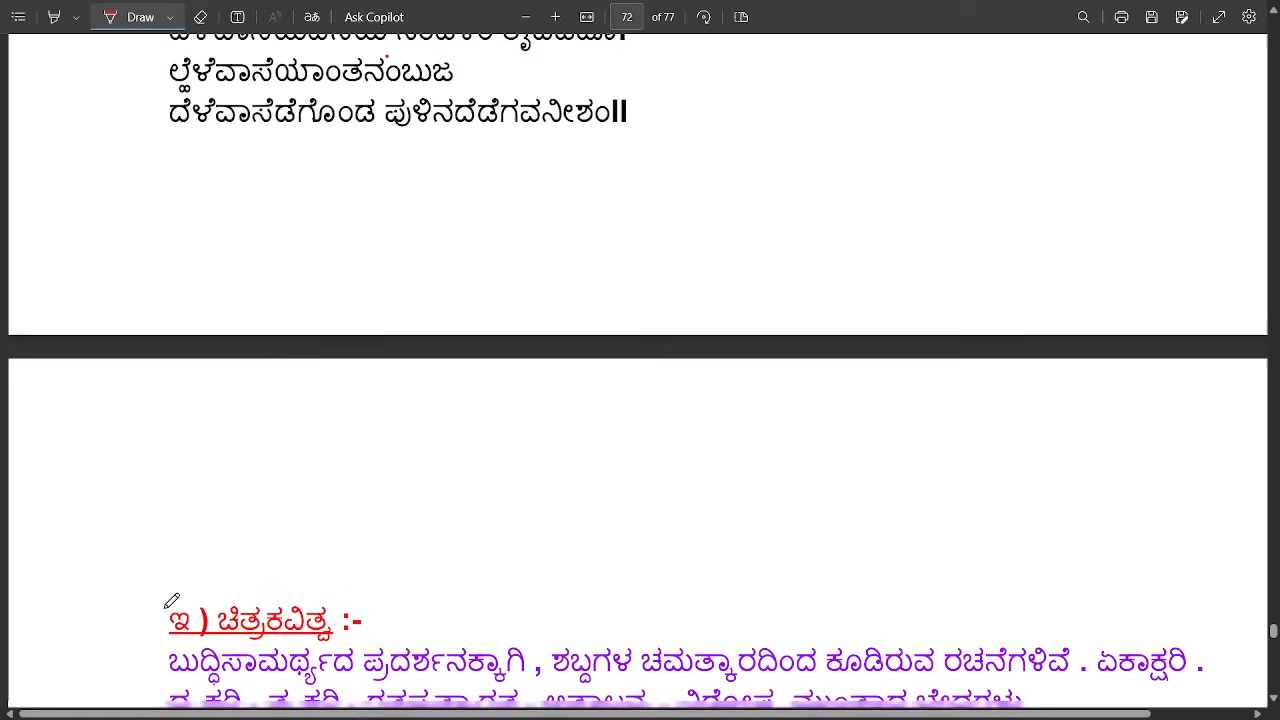 Draw
Ask Copilot
72 of 77
ಲ್ಹೆಳೆವಾಸೆಯಾಂತನಂಬುಜ
ದೆಳೆವಾಸೆಡೆಗೊಂಡ ಪುಳಿನದೆಡೆಗವನೀಶಂ||
ಇ ) ಚಿತ್ರಕವಿತ್ವ :-
ಬುದ್ಧಿಸಾಮರ್ಥ್ಯದ ಪ್ರದರ್ಶನಕ್ಕಾಗಿ , ಶಬ್ದಗಳ ಚಮತ್ಕಾರದಿಂದ ಕೂಡಿರುವ ರಚನೆಗಳಿವೆ . ಏಕಾಕ್ಷರಿ .